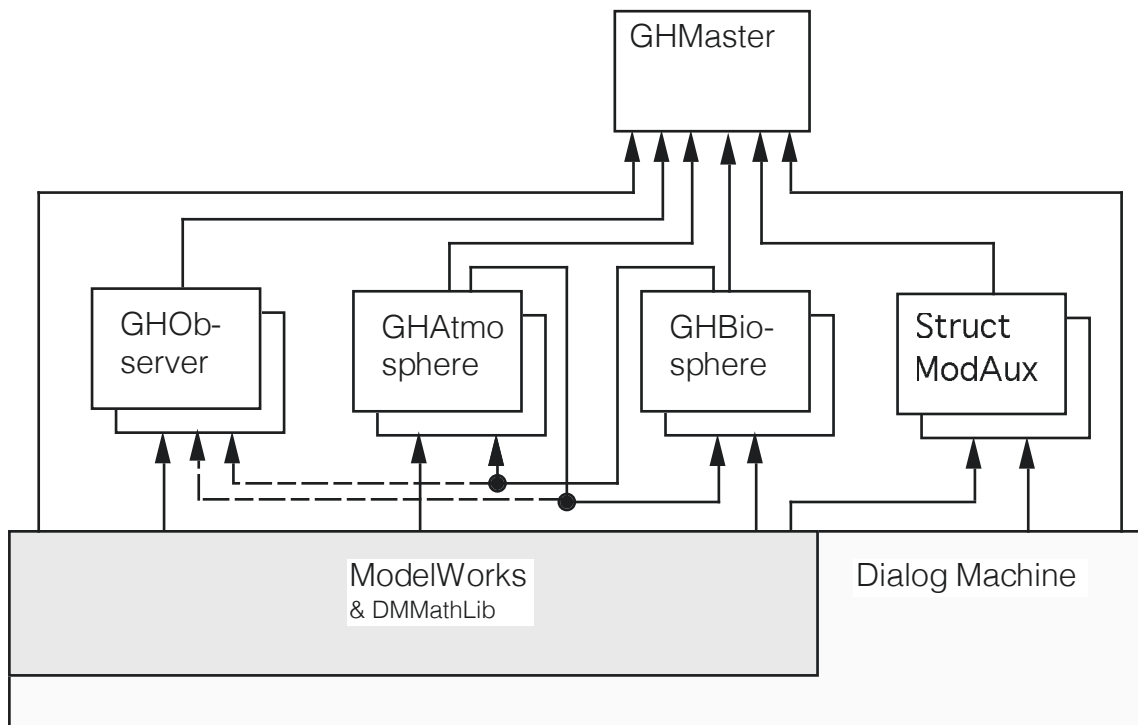 GHMaster
GHOb-
server
GHAtmo
sphere
GHBio-
sphere
Struct
ModAux
ModelWorks
& DMMathLib
Dialog Machine